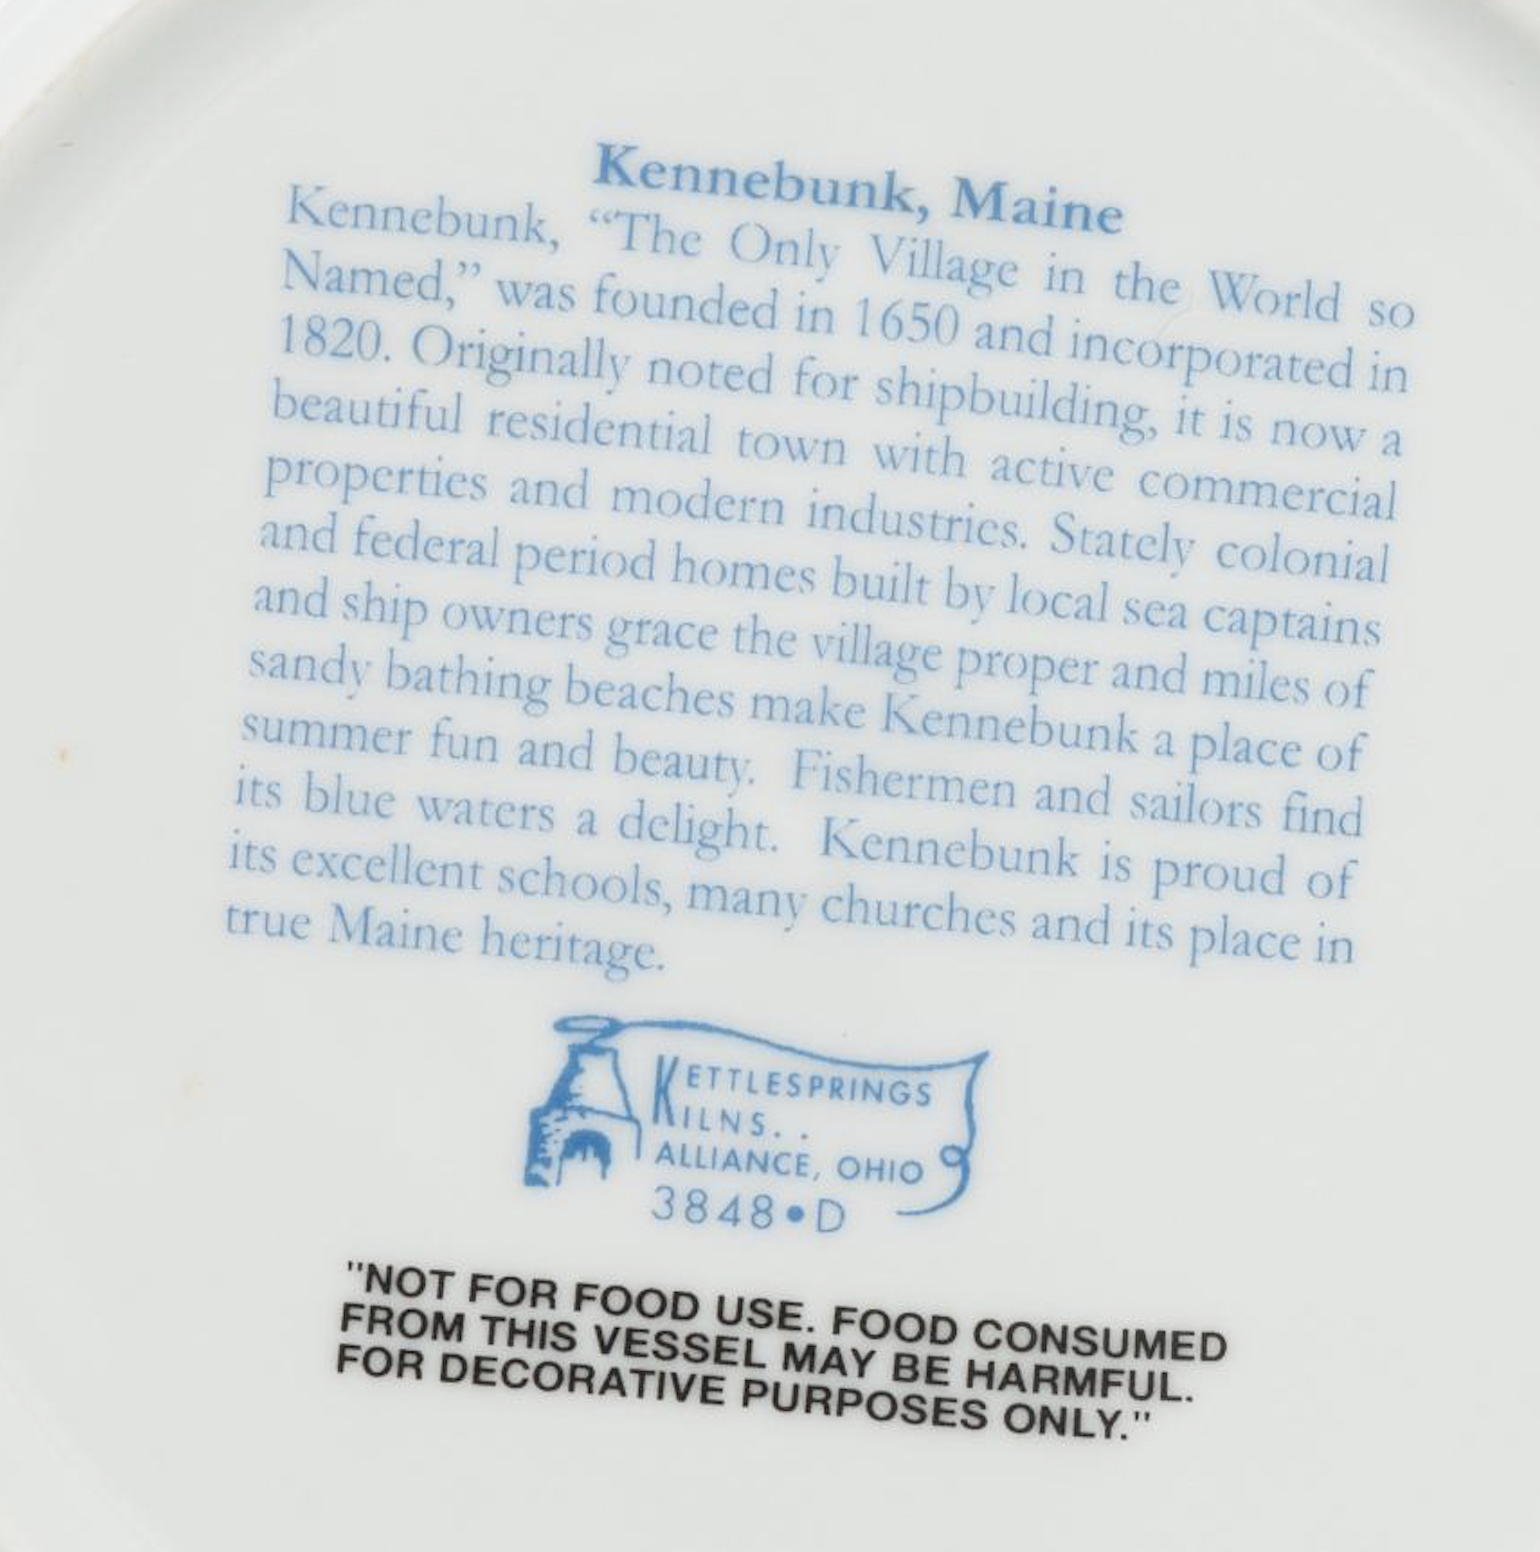 Kennebunk, Maine
Kennebunk, “The Only Village in the World so
Named,” was founded in 1650 and incorporated in
1820. Originally noted for shipbuilding, it is now a
beautiful residential town with active commercial
properties and modern industries. Stately colonial
and federal period homes built by local sea captains
and ship owners grace the village proper and miles of
sandy bathing beaches make Kennebunk a place of
summer fun and beauty. Fishermen and sailors find
its blue waters a delight. Kennebunk is proud of
its excellent schools, many churches and its place in
true Maine heritage.
KETTLESPRINGS
KILNS..
ALLIANCE, OHIO
3848•D
"NOT FOR FOOD USE. FOOD CONSUMED
FROM THIS VESSEL MAY BE HARMFUL.
FOR DECORATIVE PURPOSES ONLY."